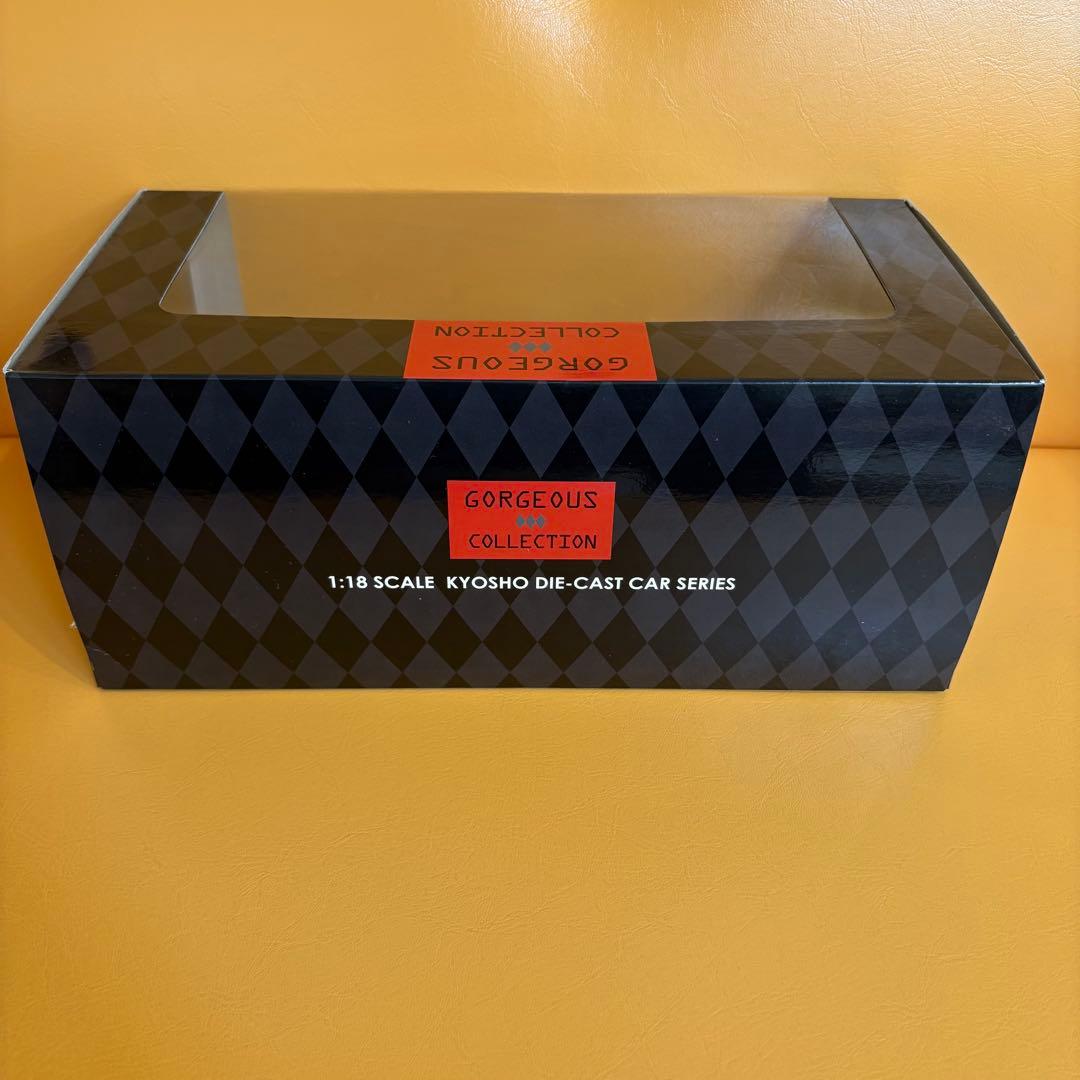 GORGEOUS
COLLECTION
GORGEOUS
COLLECTION
1:18 SCALE KYOSHO DIE-CAST CAR SERIES